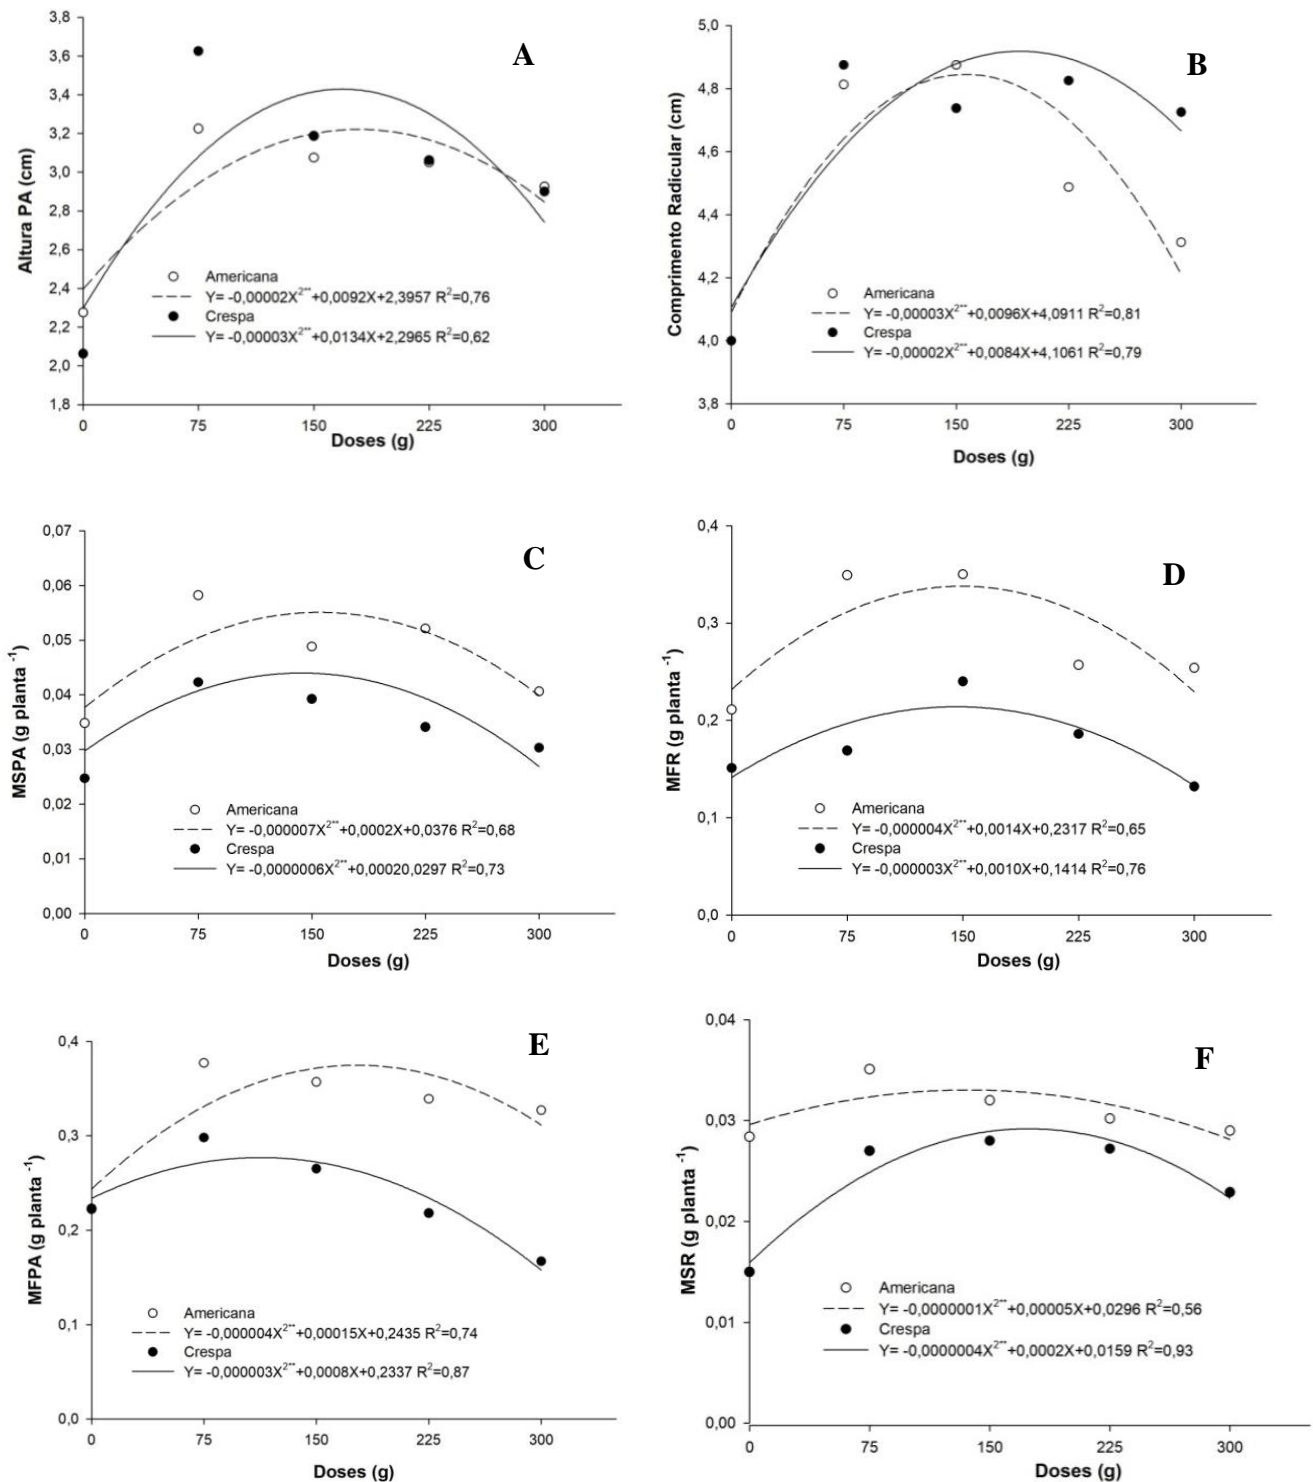 A
Altura PA (cm)
3,8
3,6
3,4
3,2
3,0
2,8
2,6
2,4
2,2
2,0
1,8
Americana
Y= -0,00002X²**+0,0092X+2,3957 R²=0,76
Crespa
Y= -0,00003X²**+0,0134X+2,2965 R²=0,62
0 75 150 225 300
Doses (g)
B
Comprimento Radicular (cm)
5,0
4,8
4,6
4,4
4,2
4,0
3,8
Americana
Y= -0,00003X²**+0,0096X+4,0911 R²=0,81
Crespa
Y= -0,00002X²**+0,0084X+4,1061 R²=0,79
0 75 150 225 300
Doses (g)
C
MSPA (g planta ⁻¹)
0,07
0,06
0,05
0,04
0,03
0,02
0,01
0,00
Americana
Y= -0,000007X²**+0,0002X+0,0376 R²=0,68
Crespa
Y= -0,0000006X²**+0,00020,0297 R²=0,73
0 75 150 225 300
Doses (g)
D
MFR (g planta ⁻¹)
0,4
0,3
0,2
0,1
0,0
Americana
Y= -0,000004X²**+0,0014X+0,2317 R²=0,65
Crespa
Y= -0,000003X²**+0,0010X+0,1414 R²=0,76
0 75 150 225 300
Doses (g)
E
MFPA (g planta ⁻¹)
0,4
0,3
0,2
0,1
0,0
Americana
Y= -0,000004X²**+0,00015X+0,2435 R²=0,74
Crespa
Y= -0,000003X²**+0,0008X+0,2337 R²=0,87
0 75 150 225 300
Doses (g)
F
MSR (g planta ⁻¹)
0,04
0,03
0,02
0,01
0,00
Americana
Y= -0,0000001X²**+0,00005X+0,0296 R²=0,56
Crespa
Y= -0,0000004X²**+0,0002X+0,0159 R²=0,93
0 75 150 225 300
Doses (g)